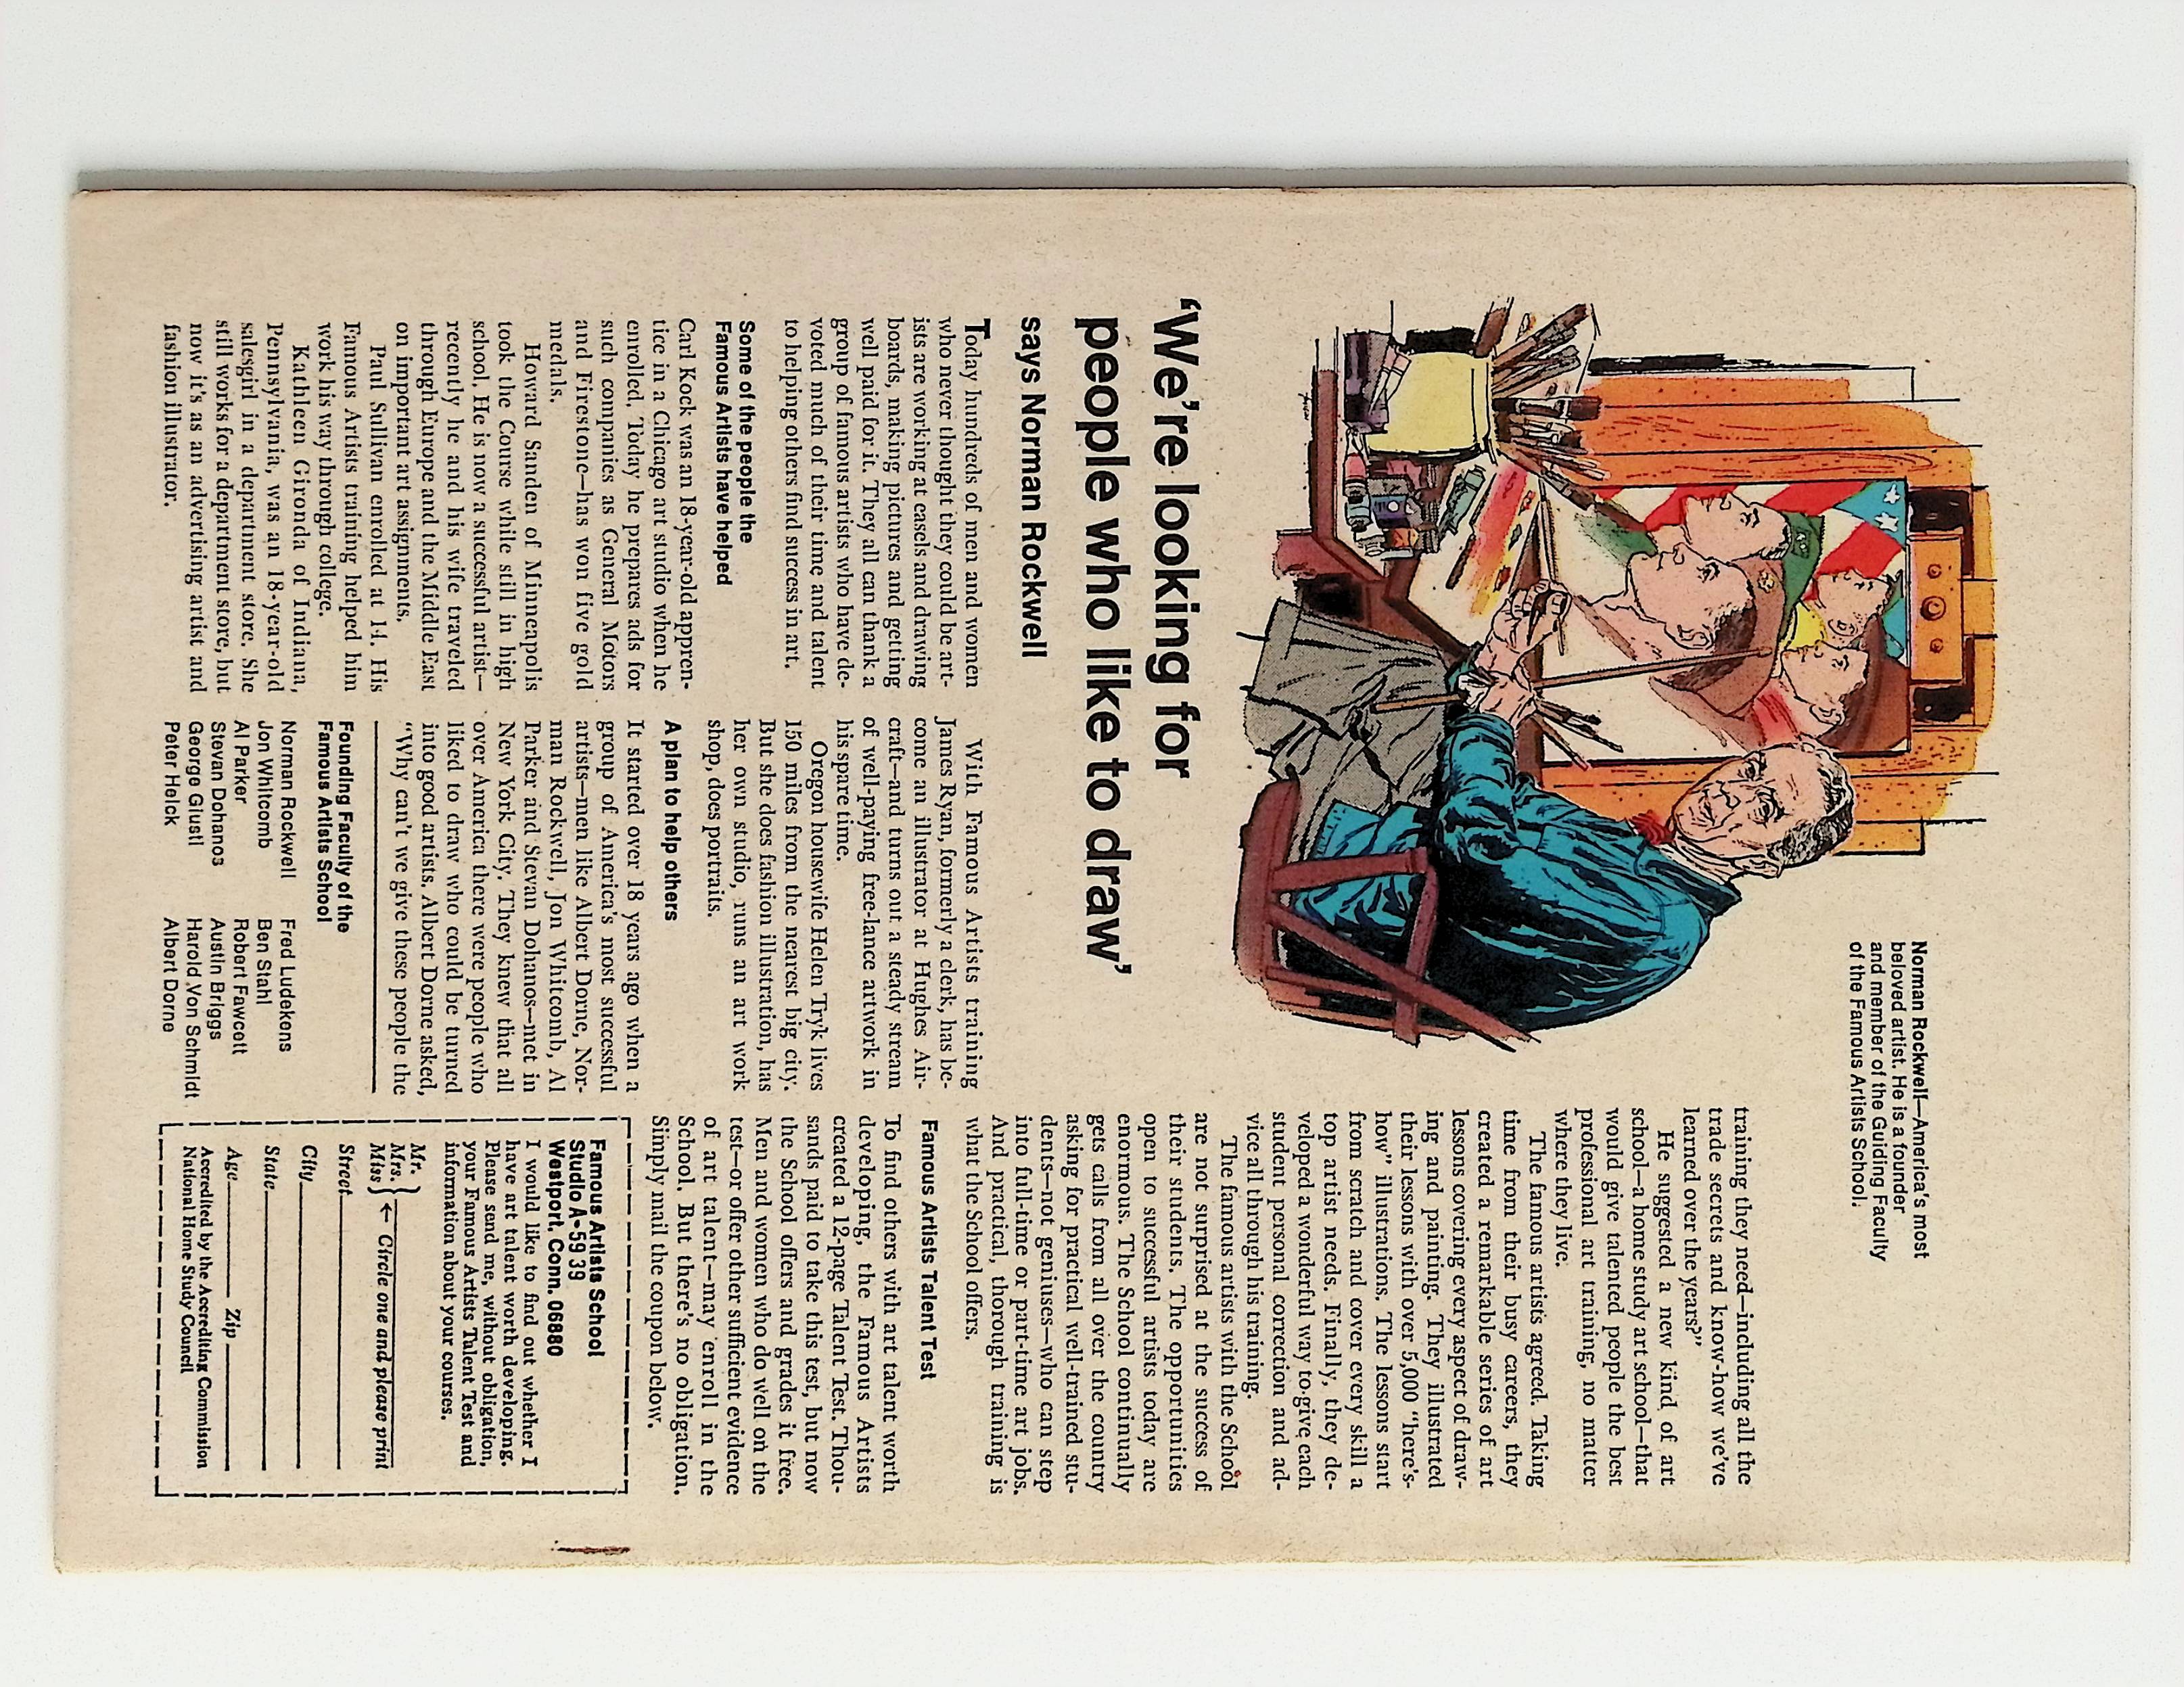 Norman Rockwell—America's most
beloved artist. He is a founder
and member of the Guiding Faculty
of the Famous Artists School.
'We're looking for
people who like to draw'
says Norman Rockwell
Today hundreds of men and women
who never thought they could be art-
ists are working at easels and drawing
boards, making pictures and getting
well paid for it. They all can thank a
group of famous artists who have de-
voted much of their time and talent
to helping others find success in art.
Some of the people the
Famous Artists have helped
Carl Kock was an 18-year-old appren-
tice in a Chicago art studio when he
enrolled. Today he prepares ads for
such companies as General Motors
and Firestone—has won five gold
medals.
Howard Sanden of Minneapolis
took the Course while still in high
school. He is now a successful artist—
recently he and his wife traveled
through Europe and the Middle East
on important art assignments.
Paul Sullivan enrolled at 14. His
Famous Artists training helped him
work his way through college.
Kathleen Gironda of Indiana,
Pennsylvania, was an 18-year-old
salesgirl in a department store. She
still works for a department store, but
now it's as an advertising artist and
fashion illustrator.
With Famous Artists training
James Ryan, formerly a clerk, has be-
come an illustrator at Hughes Air-
craft—and turns out a steady stream
of well-paying free-lance artwork in
his spare time.
Oregon housewife Helen Tryk lives
150 miles from the nearest big city.
But she does fashion illustration, has
her own studio, runs an art work
shop, does portraits.
A plan to help others
It started over 18 years ago when a
group of America's most successful
artists—men like Albert Dorne, Nor-
man Rockwell, Jon Whitcomb, Al
Parker and Stevan Dohanos—met in
New York City. They knew that all
over America there were people who
liked to draw who could be turned
into good artists. Albert Dorne asked,
"Why can't we give these people the
Founding Faculty of the
Famous Artists School
Norman Rockwell
Jon Whitcomb
Al Parker
Stevan Dohanos
George Giusti
Peter Helck
Fred Ludekens
Ben Stahl
Robert Fawcett
Austin Briggs
Harold Von Schmidt
Albert Dorne
training they need—including all the
trade secrets and know-how we've
learned over the years?"
He suggested a new kind of art
school—a home study art school—that
would give talented people the best
professional art training, no mater
where they live.
The famous artists agreed. Taking
time from their busy careers, they
created a remarkable series of art
lessons covering every aspect of draw-
ing and painting. They illustrated
their lessons with over 5,000 "here's-
how" illustrations. The lessons start
from scratch and cover every skill a
top artist needs. Finally, they de-
veloped a wonderful way to give each
student personal correction and ad-
vice all through his training.
The famous artists with the School
are not surprised at the success of
their students. The opportunities
open to successful artists today are
enormous. The School continually
gets calls from all over the country
asking for practical well-trained stu-
dents—not geniuses—who can step
into full-time or part-time art jobs.
And practical, thorough training is
what the School offers.
Famous Artists Talent Test
To find others with art talent worth
developing, the Famous Artists
created a 12-page Talent Test. Thou-
sands paid to take this test, but now
the School offers and grades it free.
Men and women who do well on the
test—or offer other sufficient evidence
of art talent—may enroll in the
School. But there's no obligation.
Simply mail the coupon below.
Famous Artists School
Studio A-5939
Westport, Conn. 06880
I would like to find out whether I
have art talent worth developing.
Please send me, without obligation,
your Famous Artists Talent Test and
information about your courses.
Mr.
Mrs.
Miss
← Circle one and please print
Street
City
State
Age Zip
Accredited by the Accrediting Commission
National Home Study Council